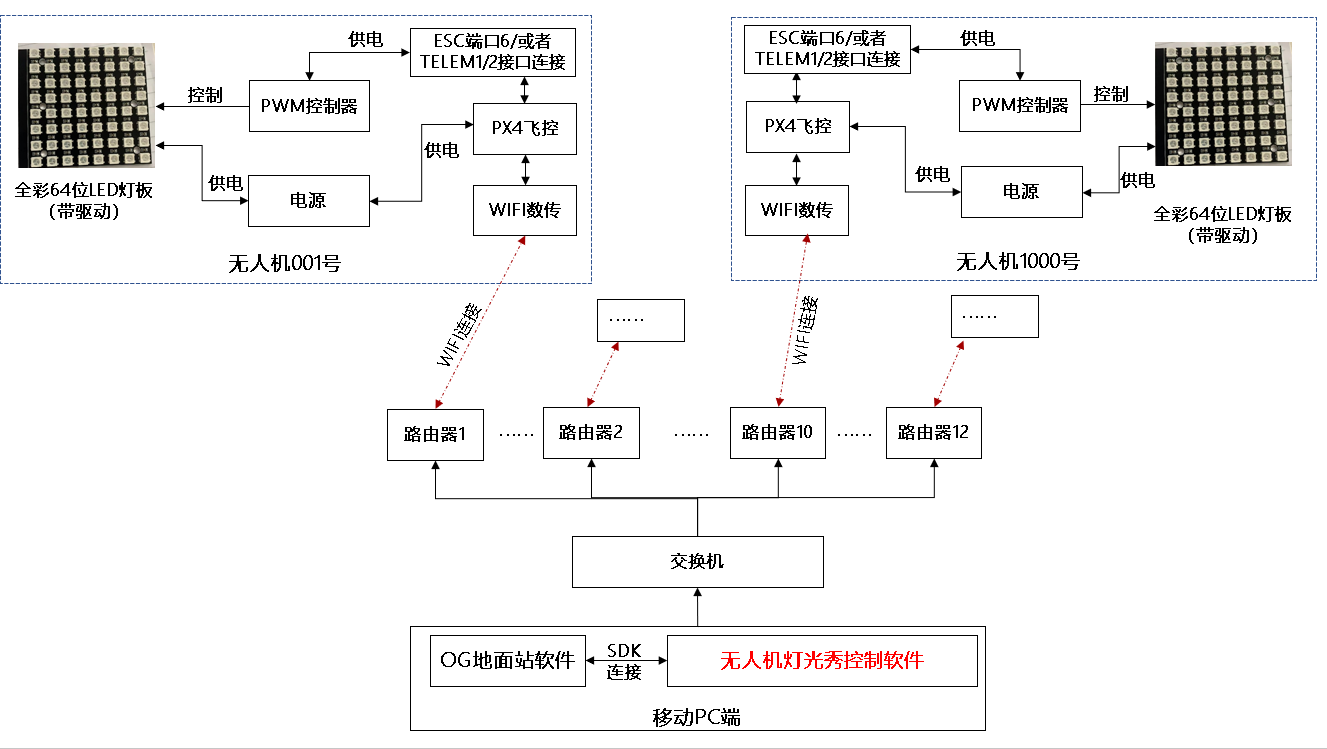 供电
ESC端口6/或者
TELEM1/2接口连接
控制
PWM控制器
PX4飞控
供电
供电
电源
WIFI数传
全彩64位LED灯板
（带驱动）
无人机001号
ESC端口6/或者
TELEM1/2接口连接
供电
PWM控制器
控制
PX4飞控
供电
电源
供电
WIFI数传
全彩64位LED灯板
（带驱动）
无人机1000号
WIFI连接
……
WIFI连接
……
路由器1
……
路由器2
……
路由器10
……
路由器12
交换机
OG地面站软件
SDK
连接
无人机灯光秀控制软件
移动PC端